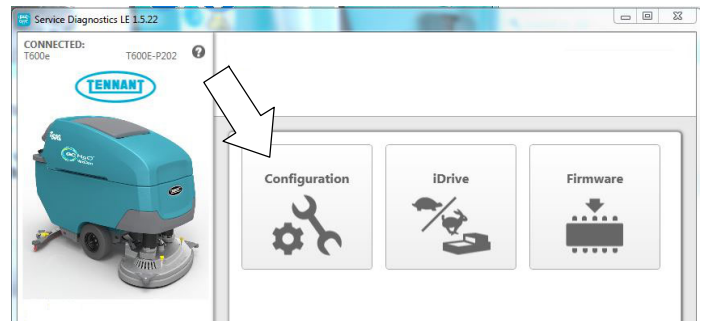 Service Diagnostics LE 1.5.22
CONNECTED:
T600e T600E-P202 ?
TENNANT
Configuration iDrive Firmware